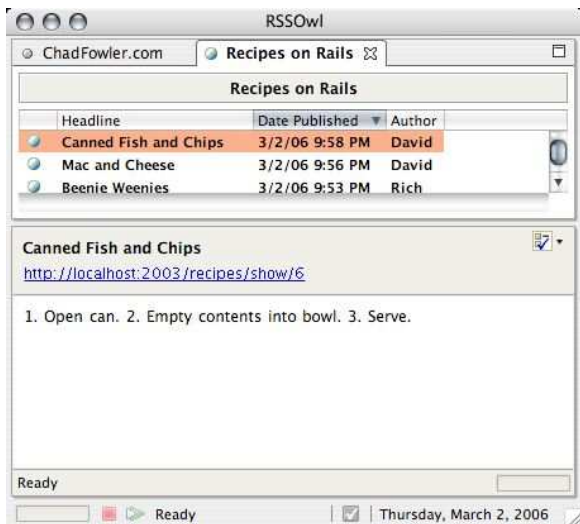 RSSOwl
ChadFowler.com Recipes on Rails
Recipes on Rails
Headline Date Published Author
Canned Fish and Chips 3/2/06 9:58 PM David
Mac and Cheese 3/2/06 9:56 PM David
Beenie Weenies 3/2/06 9:53 PM Rich
Canned Fish and Chips
http://localhost:2003/recipes/show/6
1. Open can. 2. Empty contents into bowl. 3. Serve.
Ready
Ready Thursday, March 2, 2006